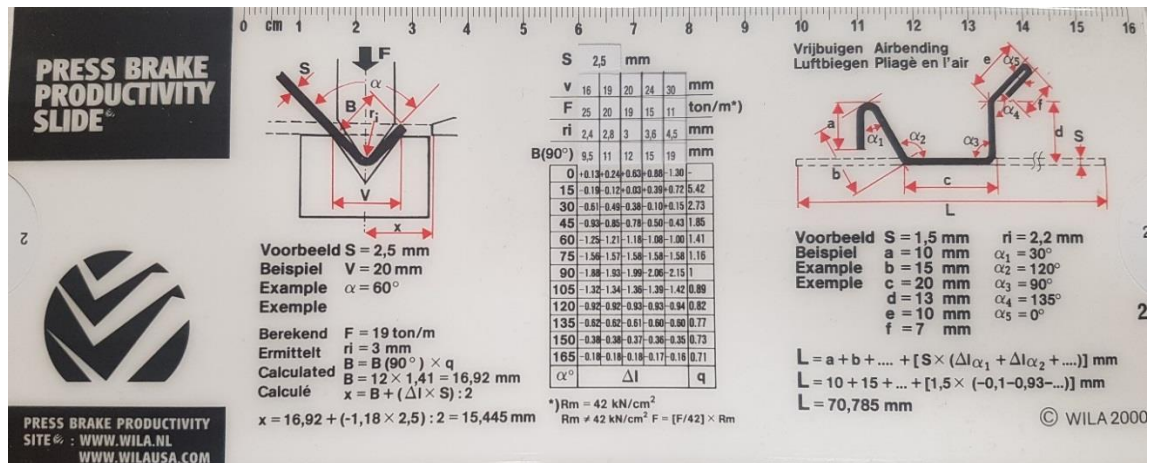 0 cm 1 2 3 4 5 6 7 8 9 10 11 12 13 14 15 16
PRESS BRAKE
PRODUCTIVITY
SLIDE
F
S
α
B
ri
V
x
Voorbeeld S = 2,5 mm
Beispiel V = 20 mm
Example α = 60°
Exemple
Berekend F = 19 ton/m
Ermittelt ri = 3 mm
Calculated B = B (90°) × q
B = 12 × 1,41 = 16,92 mm
Calculé x = B + (Δl × S) : 2
x = 16,92 + (-1,18 × 2,5) : 2 = 15,445 mm
S 2,5 mm
v 16 19 20 24 30 mm
F 25 20 19 15 11 ton/m*)
ri 2,4 2,8 3 3,6 4,5 mm
B(90°) 9,5 11 12 15 19 mm
0 +0.13 +0.24 +0.63 +0.88 -1.30 -
15 -0.19 -0.12 +0.03 +0.39 +0.72 5.42
30 -0.61 -0.49 -0.38 -0.10 +0.15 2.73
45 -0.93 -0.85 -0.78 -0.50 -0.43 1.85
60 -1.25 -1.21 -1.18 -1.08 -1.00 1.41
75 -1.56 -1.57 -1.58 -1.58 -1.58 1.16
90 -1.88 -1.93 -1.99 -2.06 -2.15 1
105 -1.32 -1.34 -1.36 -1.39 -1.42 0.89
120 -0.92 -0.92 -0.93 -0.93 -0.94 0.82
135 -0.62 -0.62 -0.61 -0.60 -0.60 0.77
150 -0.38 -0.38 -0.37 -0.36 -0.35 0.73
165 -0.18 -0.18 -0.18 -0.17 -0.16 0.71
α° Δl q
*)Rm = 42 kN/cm²
Rm ≠ 42 kN/cm² F = [F/42] × Rm
Vrijbuigen Airbending
Luftbiegen Pliagè en l'air
a
b
c
d
e
f
S
L
α1
α2
α3
α4
α5
Voorbeeld S = 1,5 mm ri = 2,2 mm
Beispiel a = 10 mm α1 = 30°
Example b = 15 mm α2 = 120°
Exemple c = 20 mm α3 = 90°
d = 13 mm α4 = 135°
e = 10 mm α5 = 0°
f = 7 mm
L = a + b + .... + [S × (Δlα1 + Δlα2 + ....)] mm
L = 10 + 15 + ... + [1,5 × (-0,1-0,93-...)] mm
L = 70,785 mm
© WILA 2000
2
2
PRESS BRAKE PRODUCTIVITY
SITE : WWW.WILA.NL
WWW.WILAUSA.COM